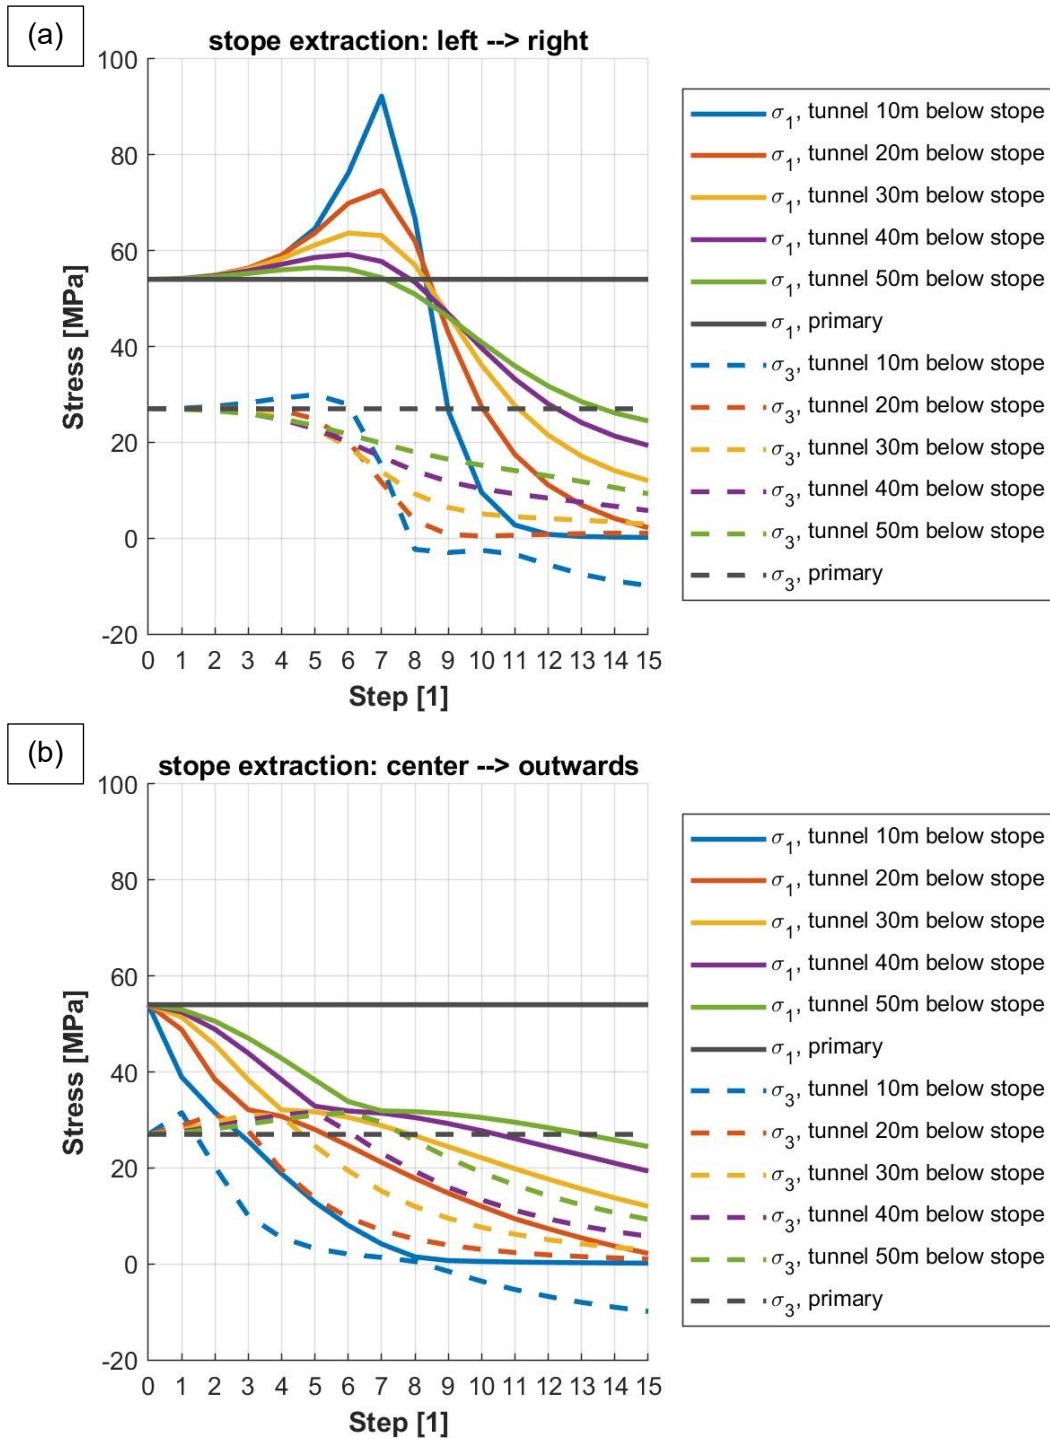 (a)
stope extraction: left --> right
100
80
60
40
20
0
-20
Stress [MPa]
0 1 2 3 4 5 6 7 8 9 10 11 12 13 14 15
Step [1]
σ1, tunnel 10m below stope
σ1, tunnel 20m below stope
σ1, tunnel 30m below stope
σ1, tunnel 40m below stope
σ1, tunnel 50m below stope
σ1, primary
σ3, tunnel 10m below stope
σ3, tunnel 20m below stope
σ3, tunnel 30m below stope
σ3, tunnel 40m below stope
σ3, tunnel 50m below stope
σ3, primary
(b)
stope extraction: center --> outwards
100
80
60
40
20
0
-20
Stress [MPa]
0 1 2 3 4 5 6 7 8 9 10 11 12 13 14 15
Step [1]
σ1, tunnel 10m below stope
σ1, tunnel 20m below stope
σ1, tunnel 30m below stope
σ1, tunnel 40m below stope
σ1, tunnel 50m below stope
σ1, primary
σ3, tunnel 10m below stope
σ3, tunnel 20m below stope
σ3, tunnel 30m below stope
σ3, tunnel 40m below stope
σ3, tunnel 50m below stope
σ3, primary